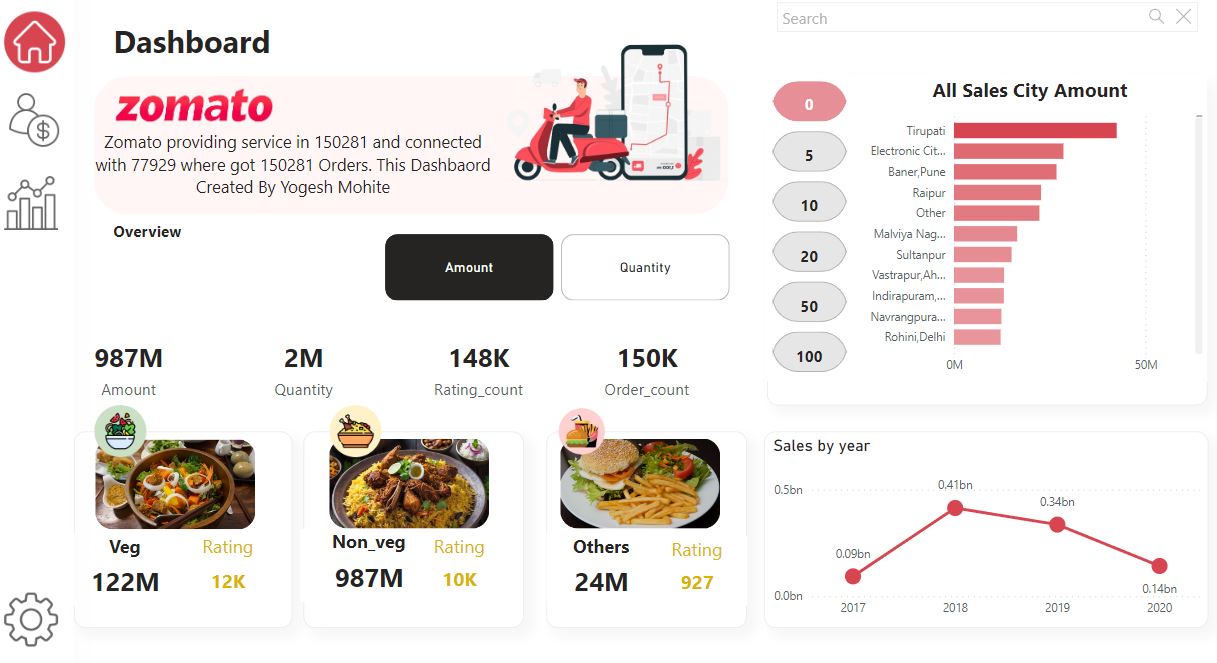 Search
Dashboard
zomato
Zomato providing service in 150281 and connected
with 77929 where got 150281 Orders. This Dashbaord
Created By Yogesh Mohite
Overview
Amount
Quantity
987M
Amount
2M
Quantity
148K
Rating_count
150K
Order_count
Veg
Rating
122M
12K
Non_veg
Rating
987M
10K
Others
Rating
24M
927
0
5
10
20
50
100
All Sales City Amount
Tirupati
Electronic Cit...
Baner,Pune
Raipur
Other
Malviya Nag...
Sultanpur
Vastrapur,Ah...
Indirapuram,...
Navrangpura...
Rohini,Delhi
0M
50M
Sales by year
0.5bn
0.0bn
0.09bn
0.41bn
0.34bn
0.14bn
2017
2018
2019
2020